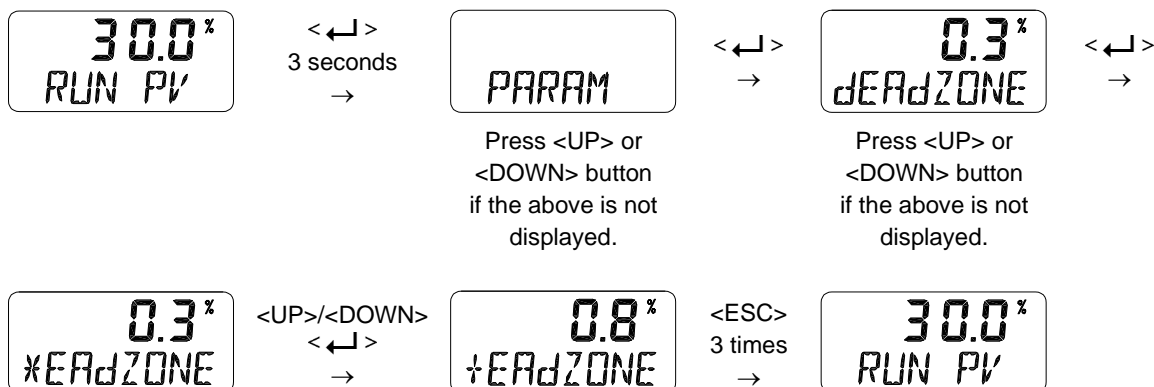 30.0%
RUN PV
< ↵ >
3 seconds
→
PARAM
Press <UP> or
<DOWN> button
if the above is not
displayed.
< ↵ >
→
0.3%
dEAdZONE
Press <UP> or
<DOWN> button
if the above is not
displayed.
< ↵ >
→
0.3%
*EAdZONE
<UP>/<DOWN>
< ↵ >
→
0.8%
+EAdZONE
<ESC>
3 times
→
30.0%
RUN PV